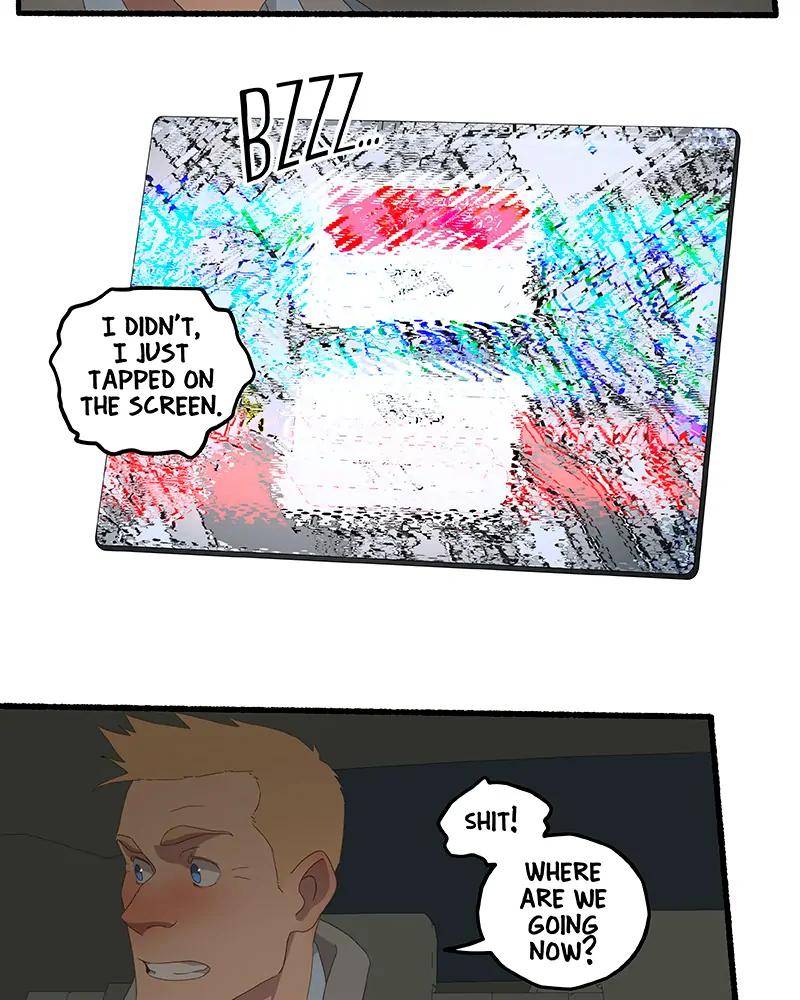 BZZZ...
I DIDN'T,
I JUST
TAPPED ON
THE SCREEN.
SHIT!
WHERE
ARE WE
GOING
NOW?